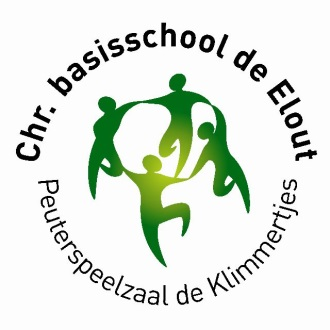 Chr. basisschool de Elout
Peuterspeelzaal de Klimmertjes